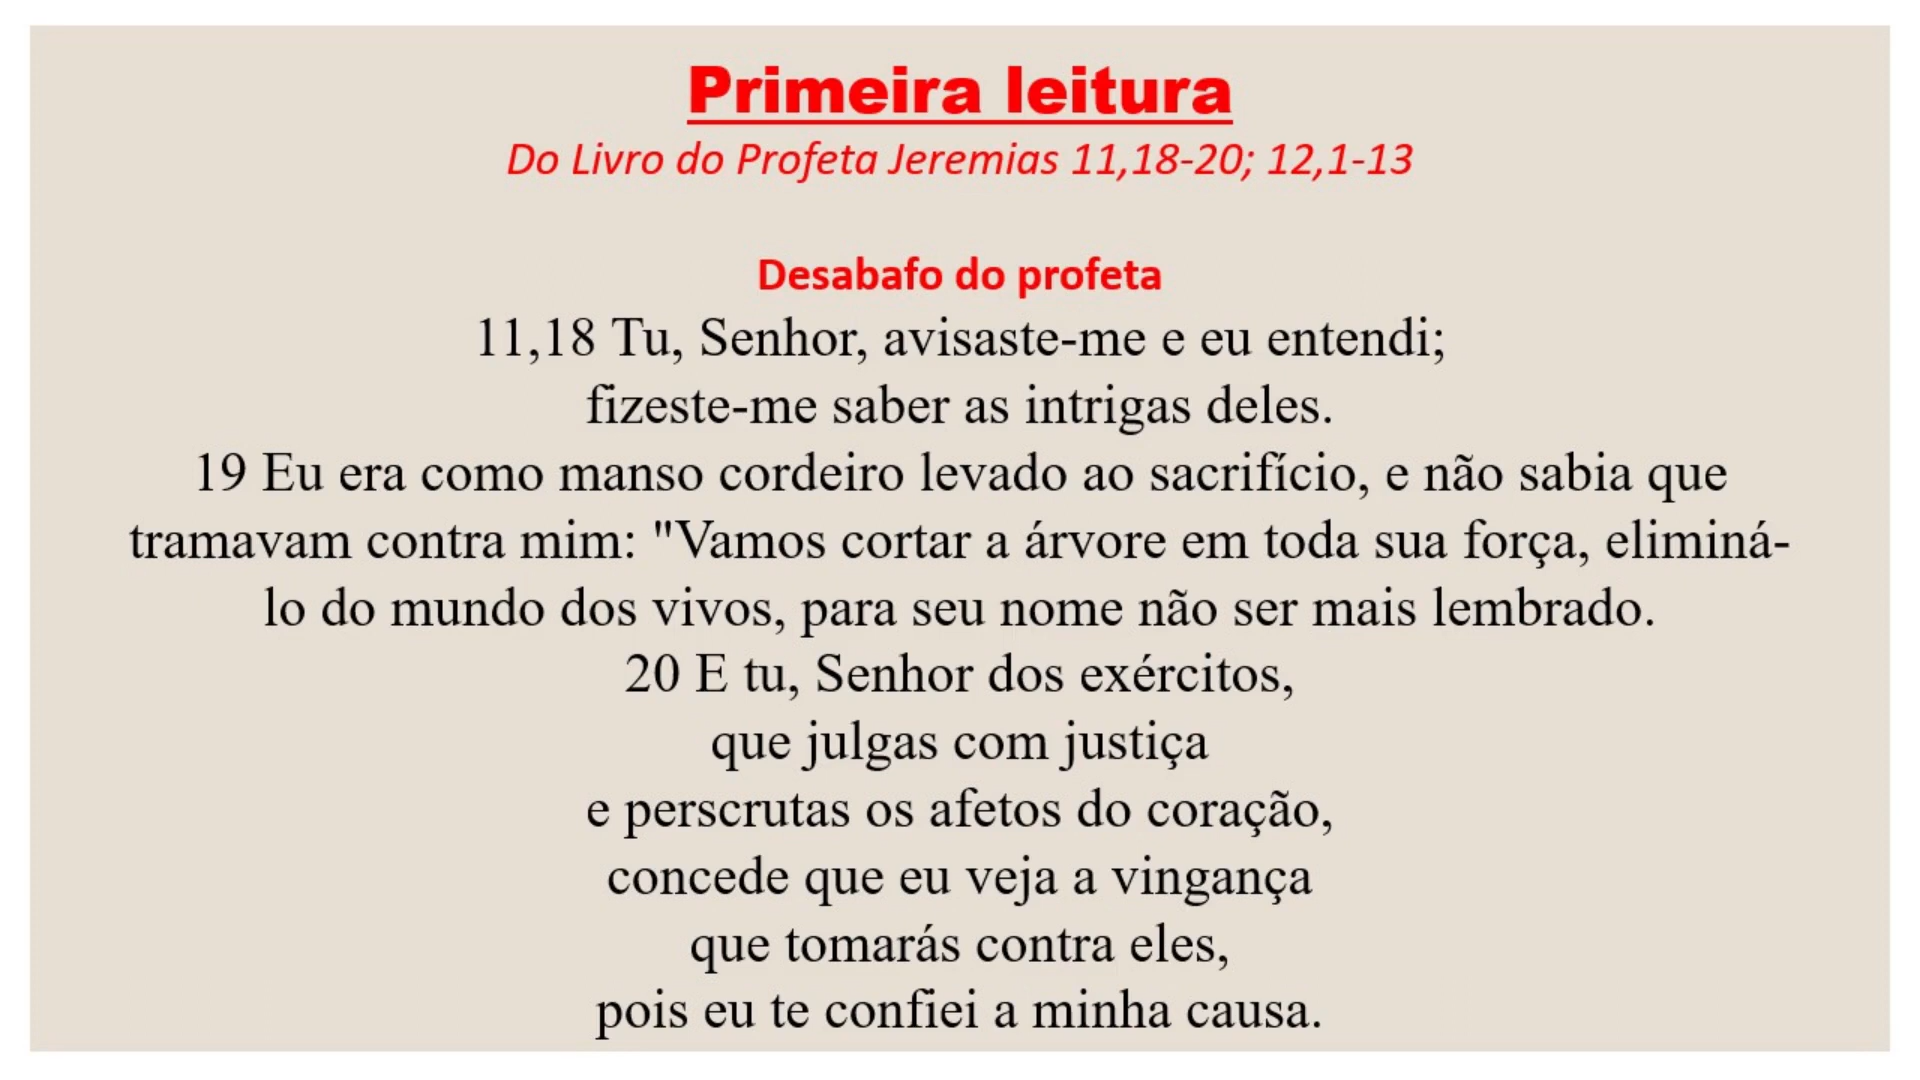 Primeira leitura
Do Livro do Profeta Jeremias 11,18-20; 12,1-13
Desabafo do profeta
11,18 Tu, Senhor, avisaste-me e eu entendi;
fizeste-me saber as intrigas deles.
19 Eu era como manso cordeiro levado ao sacrifício, e não sabia que
tramavam contra mim: "Vamos cortar a árvore em toda sua força, eliminá-
lo do mundo dos vivos, para seu nome não ser mais lembrado.
20 E tu, Senhor dos exércitos,
que julgas com justiça
e perscrutas os afetos do coração,
concede que eu veja a vingança
que tomarás contra eles,
pois eu te confiei a minha causa.